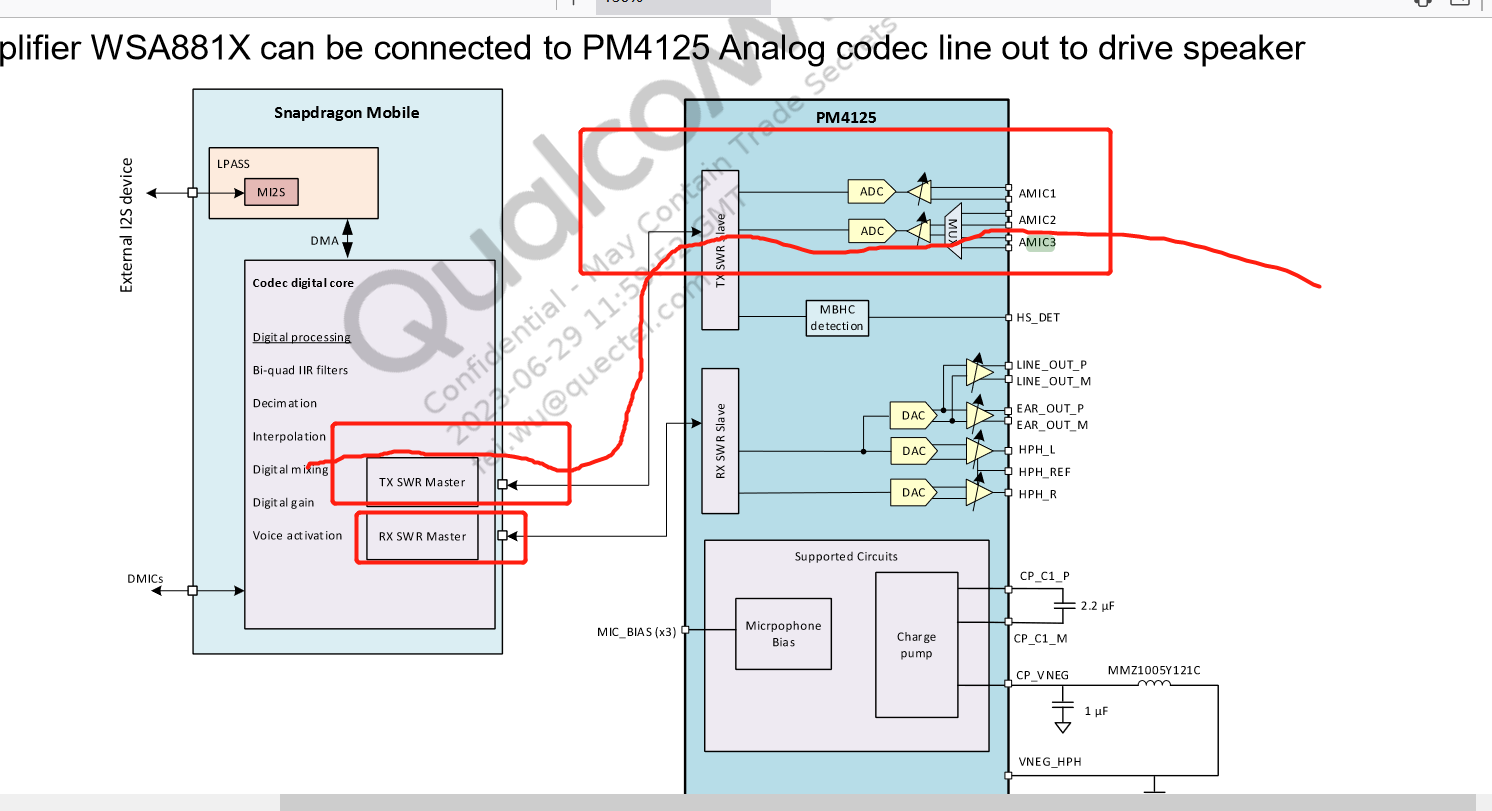 plifier WSA881X can be connected to PM4125 Analog codec line out to drive speaker
Snapdragon Mobile
LPASS
MI2S
External I2S device
DMA
Codec digital core
Digital processing
Bi-quad IIR filters
Decimation
Interpolation
Digital mixing
Digital gain
Voice activation
TX SWR Master
RX SWR Master
DMICs
PM4125
TX SWR Slave
ADC
ADC
MUX
AMIC1
AMIC2
AMIC3
MBHC
detection
HS_DET
RX SWR Slave
DAC
DAC
DAC
LINE_OUT_P
LINE_OUT_M
EAR_OUT_P
EAR_OUT_M
HPH_L
HPH_REF
HPH_R
Supported Circuits
Micrpophone
Bias
MIC_BIAS (x3)
Charge
pump
CP_C1_P
2.2 µF
CP_C1_M
CP_VNEG
MMZ1005Y121C
1 µF
VNEG_HPH
Qualcomm
Confidential - May Contain Trade Secrets
2023-06-29 11:58:52 GMT
fei.wu@quectel.com